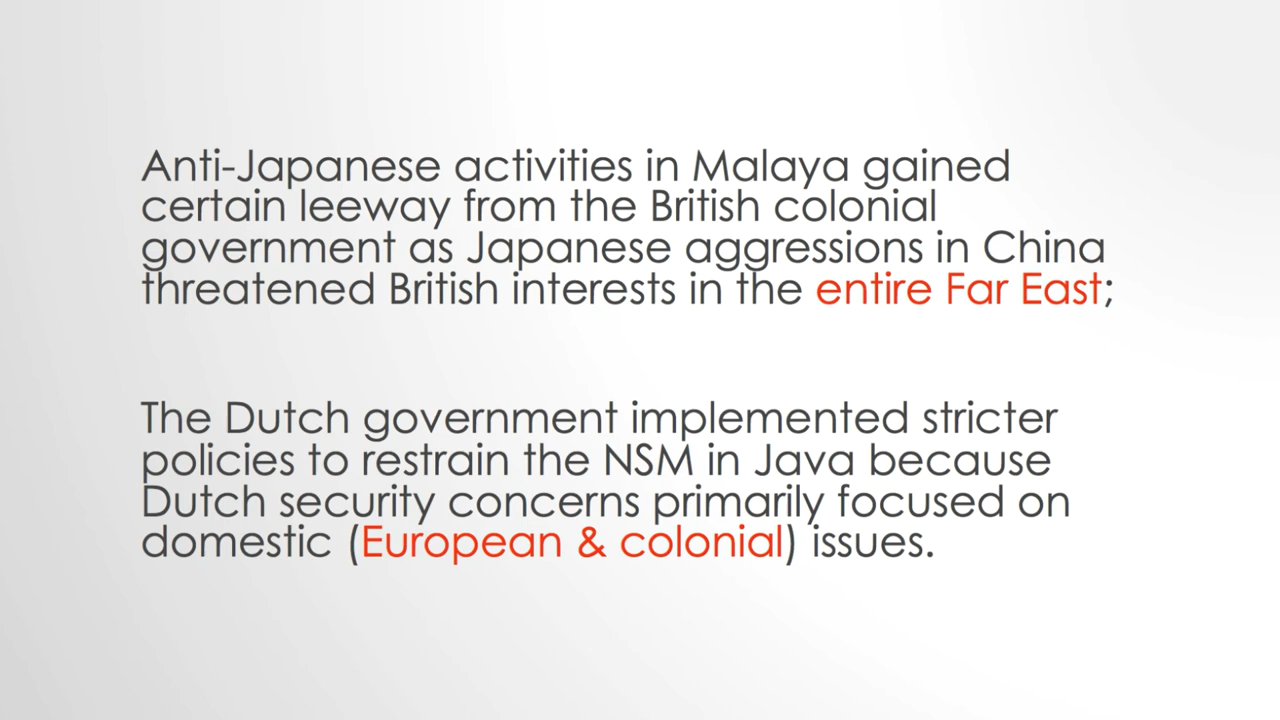 Anti-Japanese activities in Malaya gained
certain leeway from the British colonial
government as Japanese aggressions in China
threatened British interests in the entire Far East;
The Dutch government implemented stricter
policies to restrain the NSM in Java because
Dutch security concerns primarily focused on
domestic (European & colonial) issues.